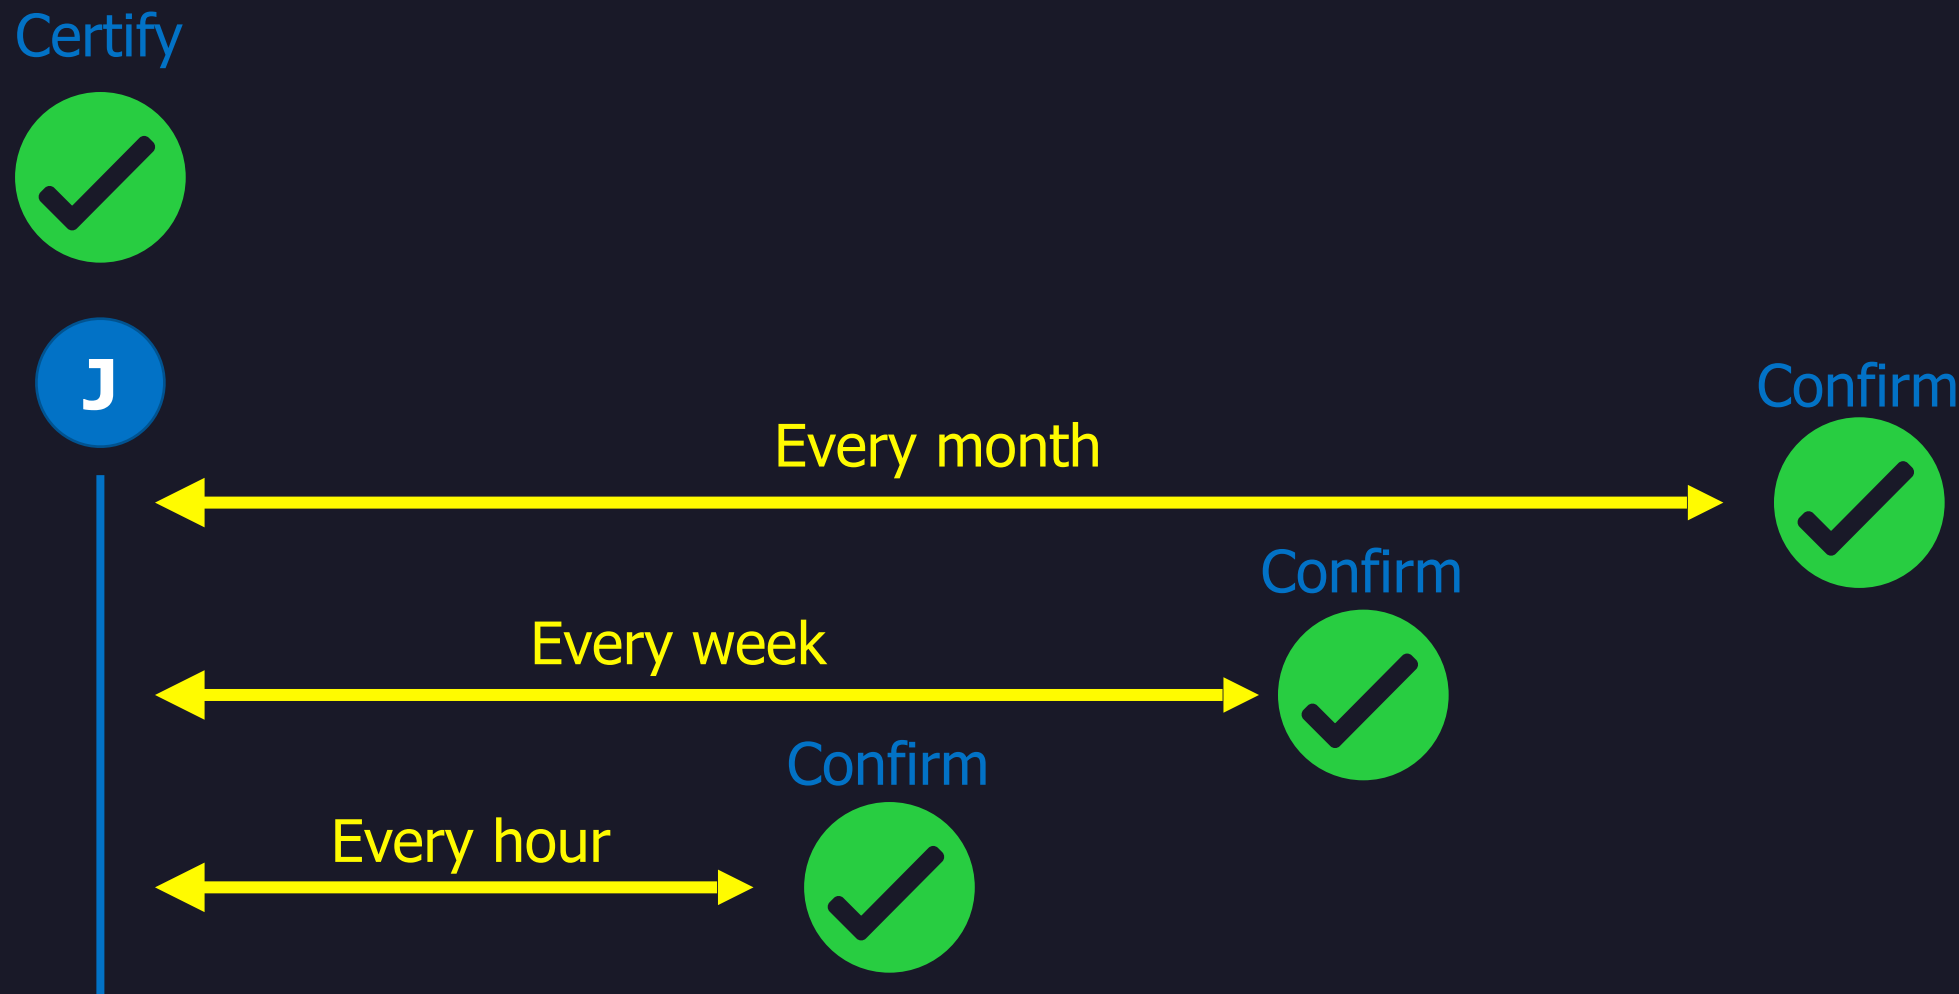 Certify
J
Confirm
Every month
Confirm
Every week
Confirm
Every hour